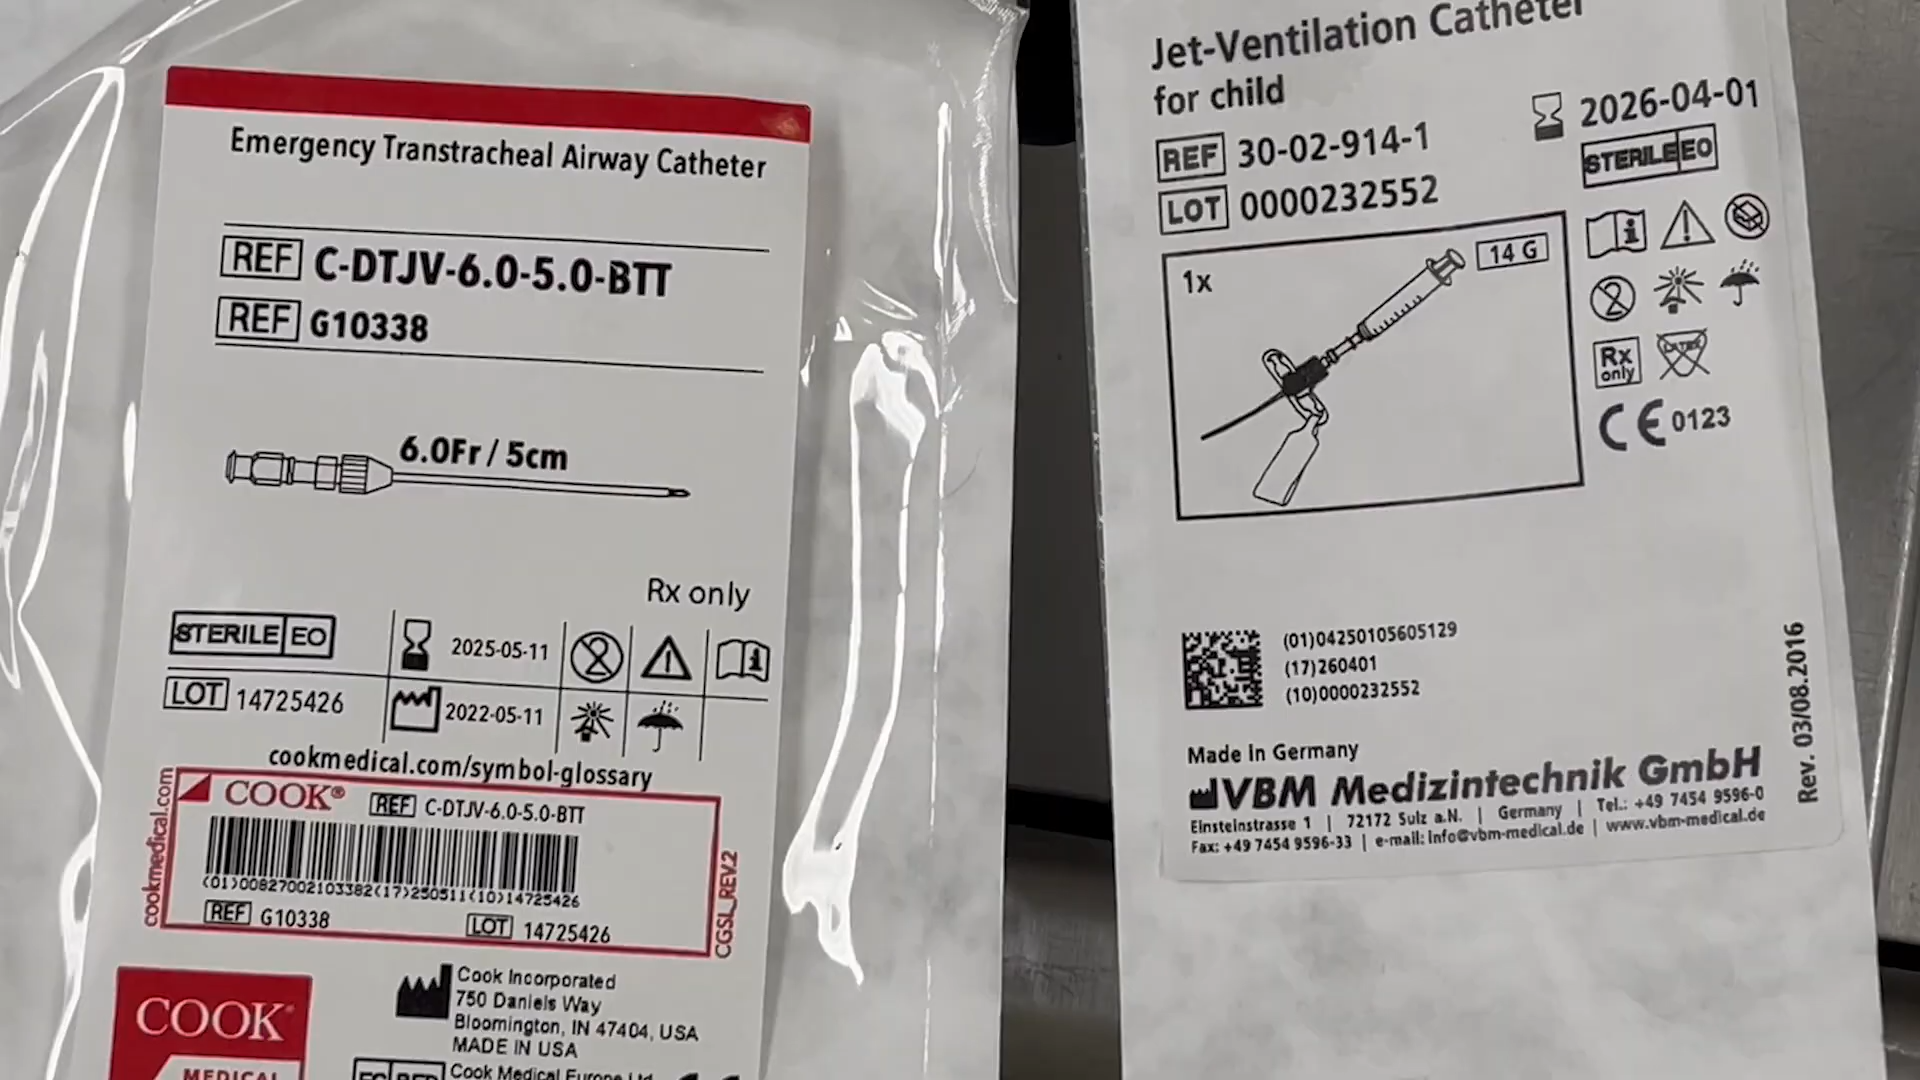 Emergency Transtracheal Airway Catheter
REF C-DTJV-6.0-5.0-BTT
REF G10338
6.0Fr / 5cm
Rx only
STERILE EO
2025-05-11
LOT 14725426
2022-05-11
cookmedical.com/symbol-glossary
cookmedical.com
COOK® REF C-DTJV-6.0-5.0-BTT
(01)00827002103382(17)250511(10)14725426
REF G10338
LOT 14725426
CGSL_REV.2
COOK
MEDICAL
Cook Incorporated
750 Daniels Way
Bloomington, IN 47404, USA
MADE IN USA
EC REP Cook Medical Europe Ltd
Jet-Ventilation Catheter
for child
REF 30-02-914-1
2026-04-01
LOT 0000232552
STERILE EO
1x
14 G
Rx only
LATEX
CE 0123
(01)04250105605129
(17)260401
(10)0000232552
Made in Germany
VBM Medizintechnik GmbH
Einsteinstrasse 1 | 72172 Sulz a.N. | Germany | Tel.: +49 7454 9596-0
Fax: +49 7454 9596-33 | e-mail: info@vbm-medical.de | www.vbm-medical.de
Rev. 03/08.2016